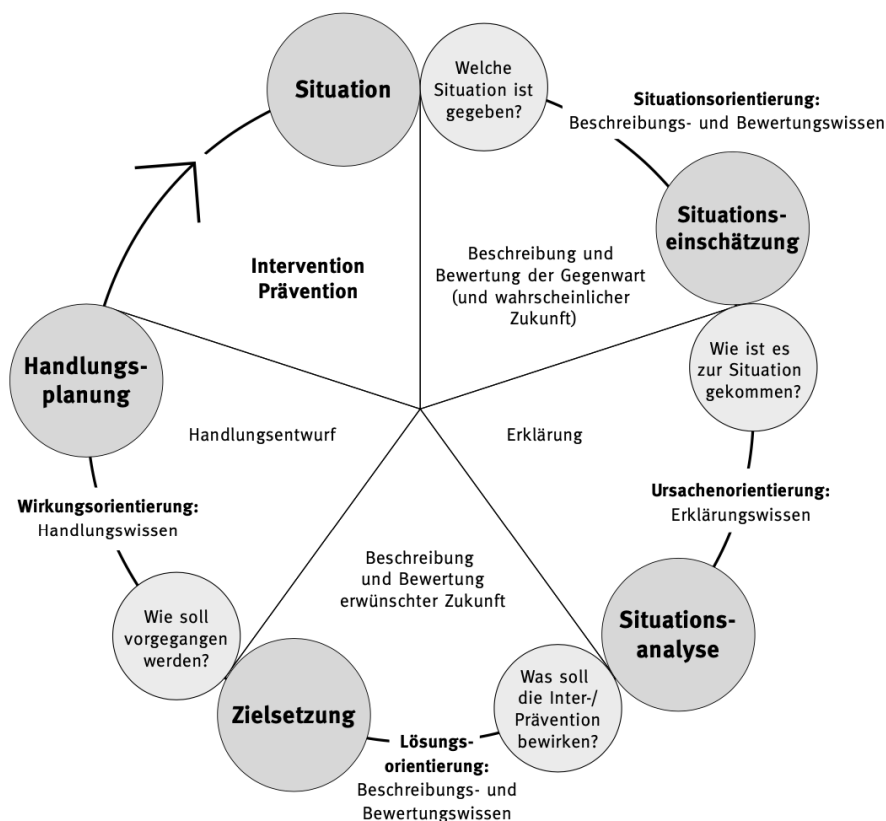 Situation
Welche
Situation ist
gegeben?
Situationsorientierung:
Beschreibungs- und Bewertungswissen
Situations-
einschätzung
Beschreibung und
Bewertung der Gegenwart
(und wahrscheinlicher
Zukunft)
Wie ist es
zur Situation
gekommen?
Erklärung
Ursachenorientierung:
Erklärungswissen
Situations-
analyse
Was soll
die Inter-/
Prävention
bewirken?
Beschreibung
und Bewertung
erwünschter Zukunft
Lösungs-
orientierung:
Beschreibungs- und
Bewertungswissen
Zielsetzung
Wie soll
vorgegangen
werden?
Wirkungsorientierung:
Handlungswissen
Handlungsentwurf
Handlungs-
planung
Intervention
Prävention